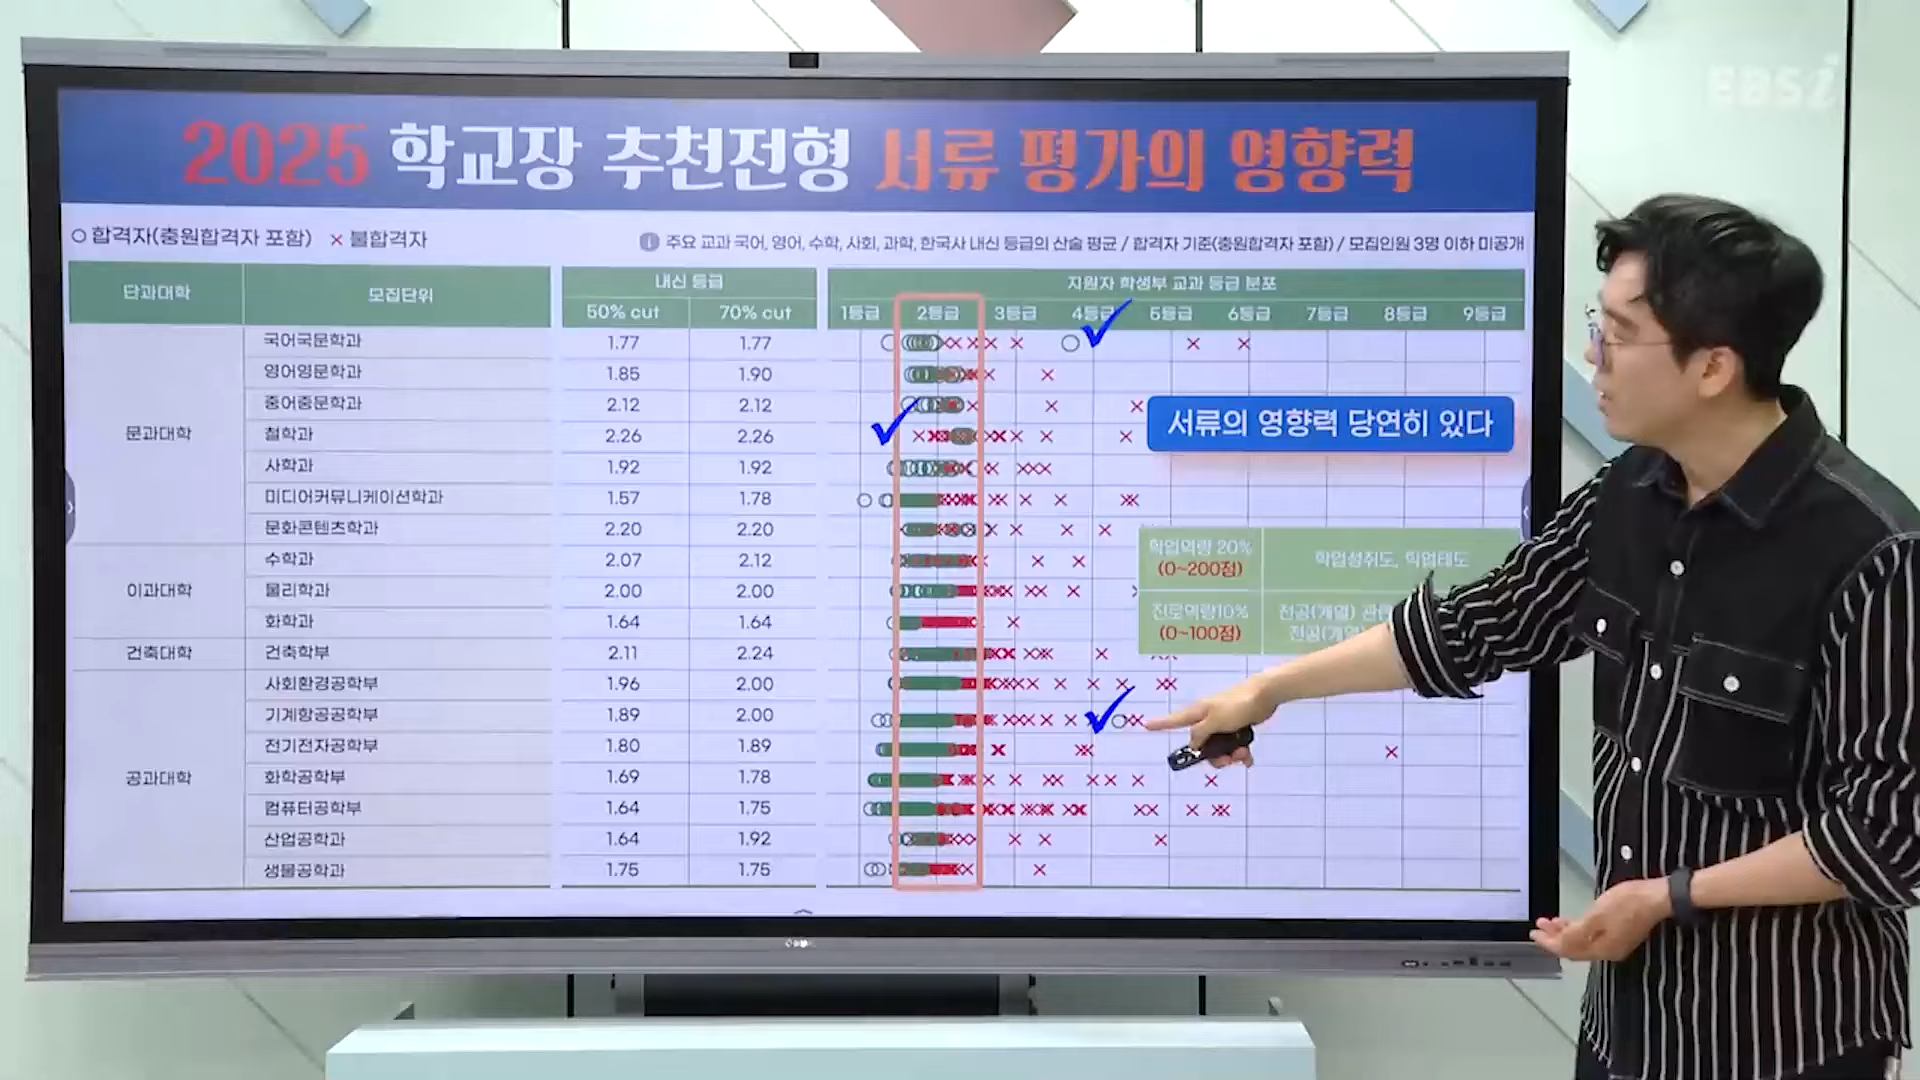 EBSi
2025 학교장 추천전형 서류 평가의 영향력
○ 합격자(충원합격자 포함) × 불합격자
주요 교과 국어, 영어, 수학, 사회, 과학, 한국사 내신 등급의 산술 평균 / 합격자 기준(충원합격자 포함) / 모집인원 3명 이하 미공개
단과대학 모집단위 내신 등급 지원자 학생부 교과 등급 분포
50% cut 70% cut 1등급 2등급 3등급 4등급 5등급 6등급 7등급 8등급 9등급
문과대학
국어국문학과 1.77 1.77
영어영문학과 1.85 1.90
중어중문학과 2.12 2.12
철학과 2.26 2.26
사학과 1.92 1.92
미디어커뮤니케이션학과 1.57 1.78
문화콘텐츠학과 2.20 2.20
서류의 영향력 당연히 있다
이과대학
수학과 2.07 2.12
물리학과 2.00 2.00
화학과 1.64 1.64
학업역량 20% 학업성취도, 학업태도
(0~200점)
진로역량10% 전공(계열)
(0~100점) 전공(계열)
건축대학 건축학부 2.11 2.24
공과대학
사회환경공학부 1.96 2.00
기계항공공학부 1.89 2.00
전기전자공학부 1.80 1.89
화학공학부 1.69 1.78
컴퓨터공학부 1.64 1.75
산업공학과 1.64 1.92
생물공학과 1.75 1.75